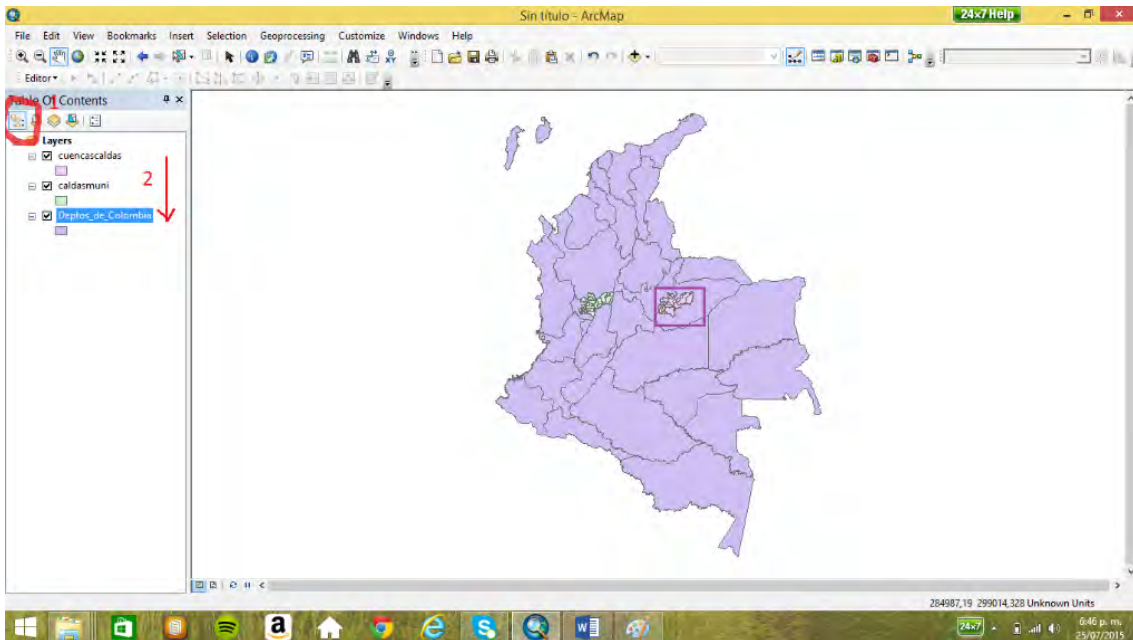 Sin título - ArcMap
24x7 Help
File Edit View Bookmarks Insert Selection Geoprocessing Customize Windows Help
Editor
Table Of Contents
1
Layers
cuencascaldas
caldasmuni
2
Deptos_de_Colombia
284987,19 299014,328 Unknown Units
24x7
6:46 p. m.
25/07/2015